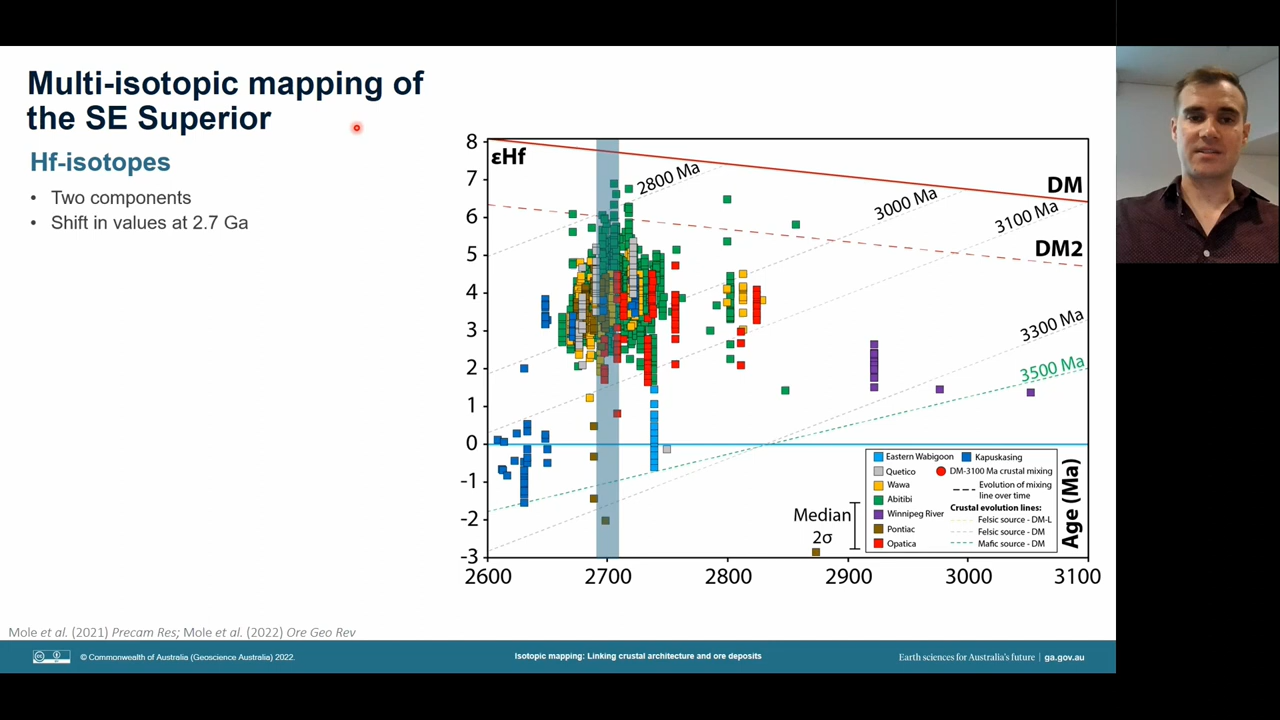 Multi-isotopic mapping of
the SE Superior
Hf-isotopes
• Two components
• Shift in values at 2.7 Ga
εHf
8
7
6
5
4
3
2
1
0
-1
-2
-3
2600
2700
2800
2900
3000
3100
2800 Ma
3000 Ma
3100 Ma
3300 Ma
3500 Ma
DM
DM2
Median
2σ
Eastern Wabigoon
Quetico
Wawa
Abitibi
Winnipeg River
Pontiac
Opatica
Kapuskasing
DM-3100 Ma crustal mixing
Evolution of mixing
line over time
Crustal evolution lines:
Felsic source - DM-L
Felsic source - DM
Mafic source - DM
Age (Ma)
Mole et al. (2021) Precam Res; Mole et al. (2022) Ore Geo Rev
© Commonwealth of Australia (Geoscience Australia) 2022.
Isotopic mapping: Linking crustal architecture and ore deposits
Earth sciences for Australia's future | ga.gov.au